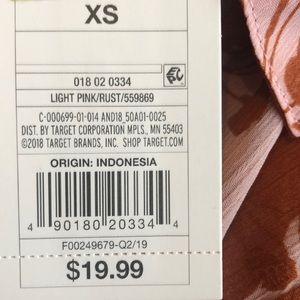 XS
018 02 0334
LIGHT PINK/RUST/559869
C-000699-01-014 AND18_50A01-0025
DIST. BY TARGET CORPORATION MPLS., MN 55403
©2018 TARGET BRANDS, INC. SHOP TARGET.COM
ORIGIN: INDONESIA
4 90180 20334 4
F00249679-Q2/19
$19.99